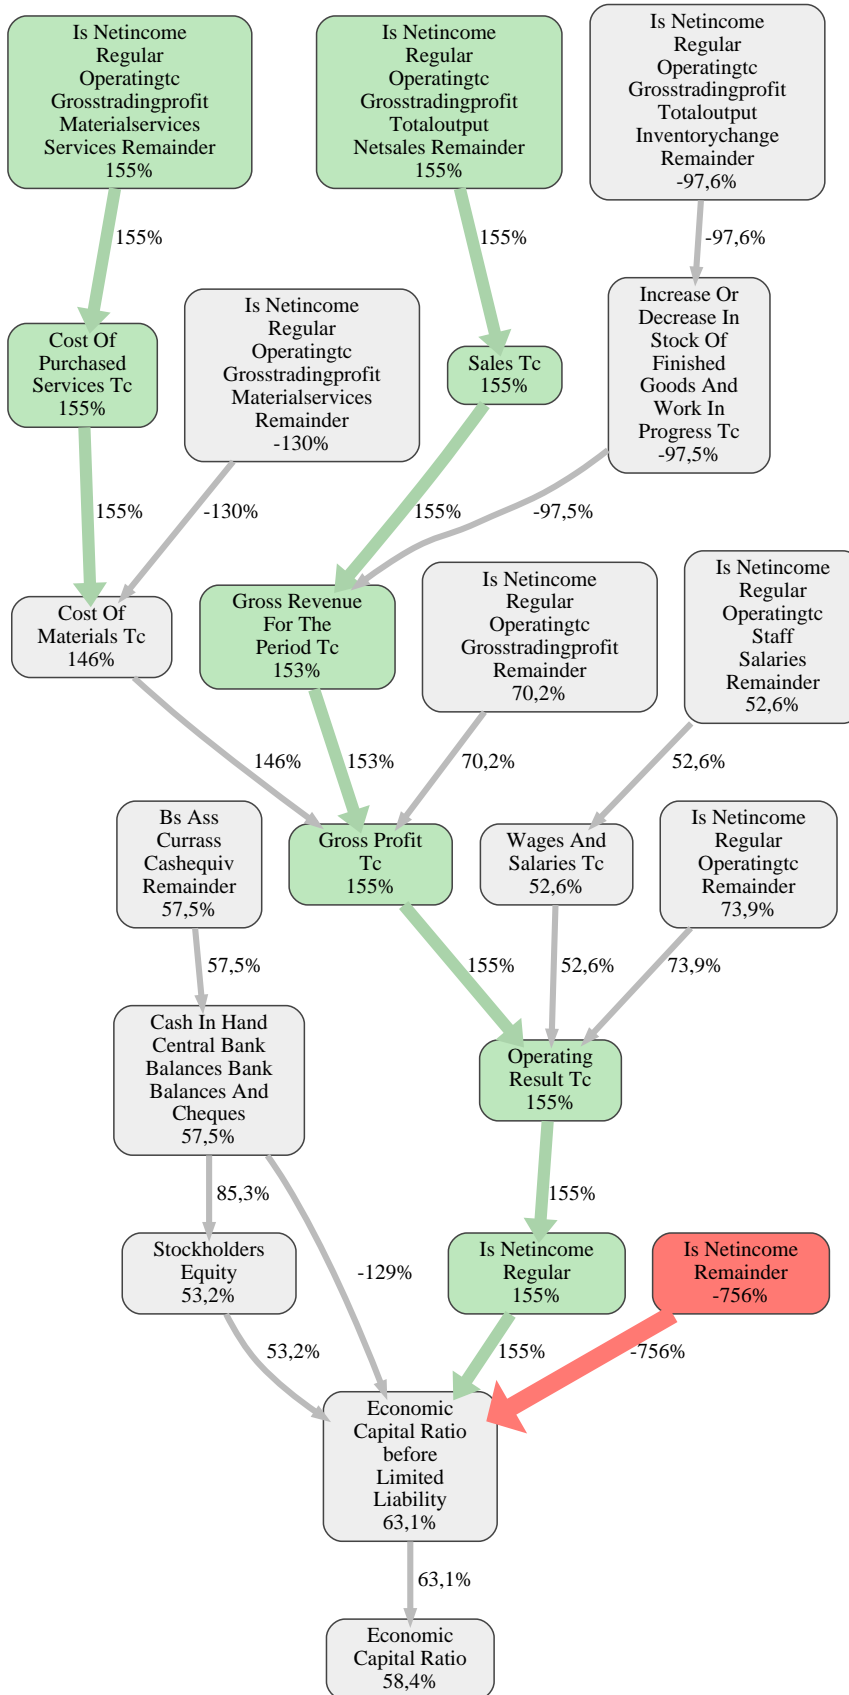 Is Netincome
Regular
Operatingtc
Grosstradingprofit
Materialservices
Services Remainder
155%
Is Netincome
Regular
Operatingtc
Grosstradingprofit
Totaloutput
Netsales Remainder
155%
Is Netincome
Regular
Operatingtc
Grosstradingprofit
Totaloutput
Inventorychange
Remainder
-97,6%
155%
155%
-97,6%
Cost Of
Purchased
Services Tc
155%
Is Netincome
Regular
Operatingtc
Grosstradingprofit
Materialservices
Remainder
-130%
Sales Tc
155%
Increase Or
Decrease In
Stock Of
Finished
Goods And
Work In
Progress Tc
-97,5%
155%
-130%
155%
-97,5%
Cost Of
Materials Tc
146%
Gross Revenue
For The
Period Tc
153%
Is Netincome
Regular
Operatingtc
Grosstradingprofit
Remainder
70,2%
Is Netincome
Regular
Operatingtc
Staff
Salaries
Remainder
52,6%
146%
153%
70,2%
52,6%
Bs Ass
Currass
Cashequiv
Remainder
57,5%
Gross Profit
Tc
155%
Wages And
Salaries Tc
52,6%
Is Netincome
Regular
Operatingtc
Remainder
73,9%
57,5%
155%
52,6%
73,9%
Cash In Hand
Central Bank
Balances Bank
Balances And
Cheques
57,5%
Operating
Result Tc
155%
85,3%
-129%
155%
Stockholders
Equity
53,2%
Is Netincome
Regular
155%
Is Netincome
Remainder
-756%
53,2%
155%
-756%
Economic
Capital Ratio
before
Limited
Liability
63,1%
63,1%
Economic
Capital Ratio
58,4%